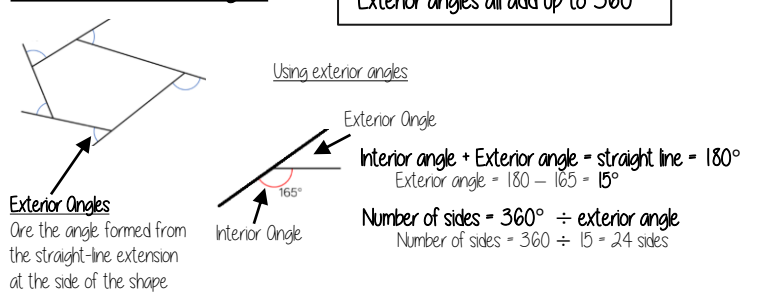 Exterior angles all add up to 360°
Using exterior angles
Exterior Angle
Interior angle + Exterior angle = straight line = 180°
Exterior angle = 180 – 165 = 15°
165°
Interior Angle
Number of sides = 360° ÷ exterior angle
Number of sides = 360 ÷ 15 = 24 sides
Exterior Angles
Are the angle formed from
the straight-line extension
at the side of the shape